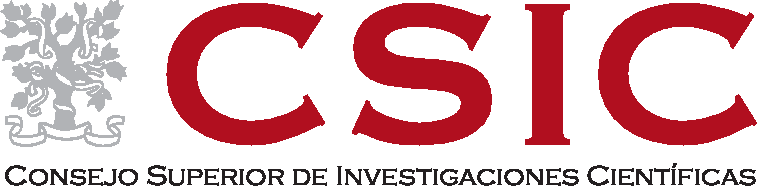 CSIC
CONSEJO SUPERIOR DE INVESTIGACIONES CIENTÍFICAS